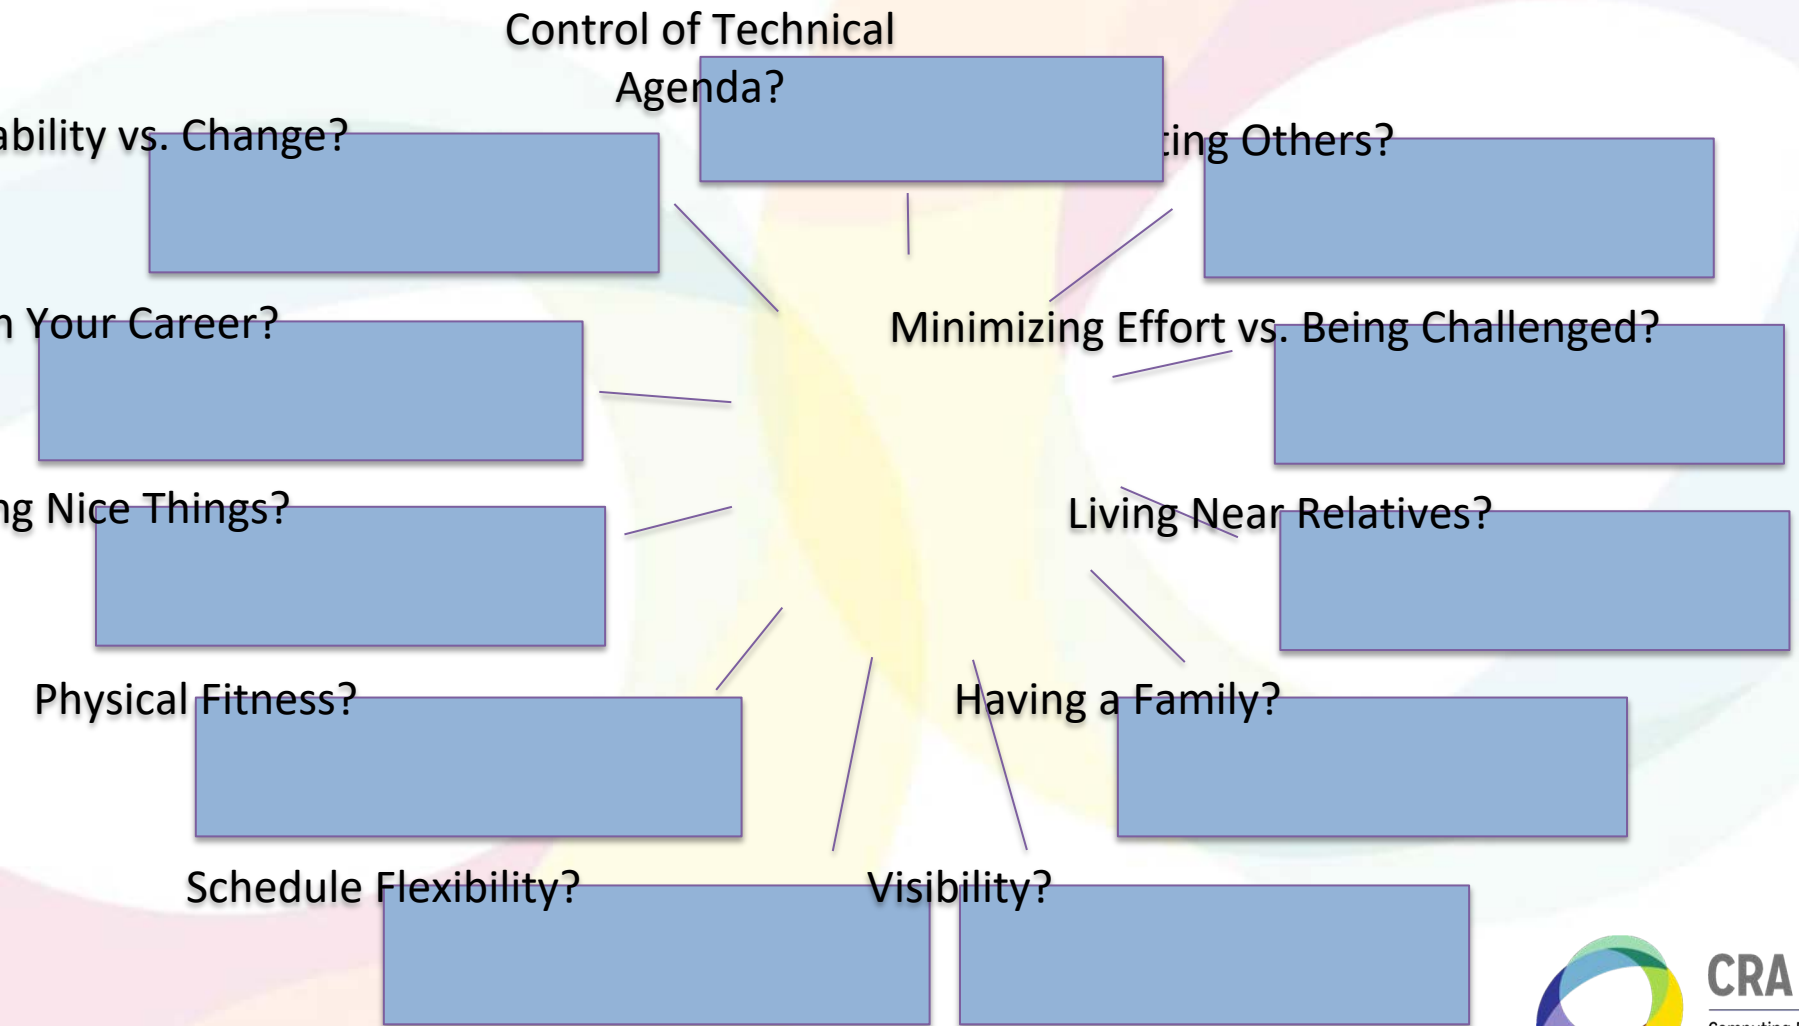 Control of Technical
Agenda?
ability vs. Change?
ting Others?
n Your Career?
Minimizing Effort vs. Being Challenged?
ng Nice Things?
Living Near Relatives?
Physical Fitness?
Having a Family?
Schedule Flexibility?
Visibility?
CRA